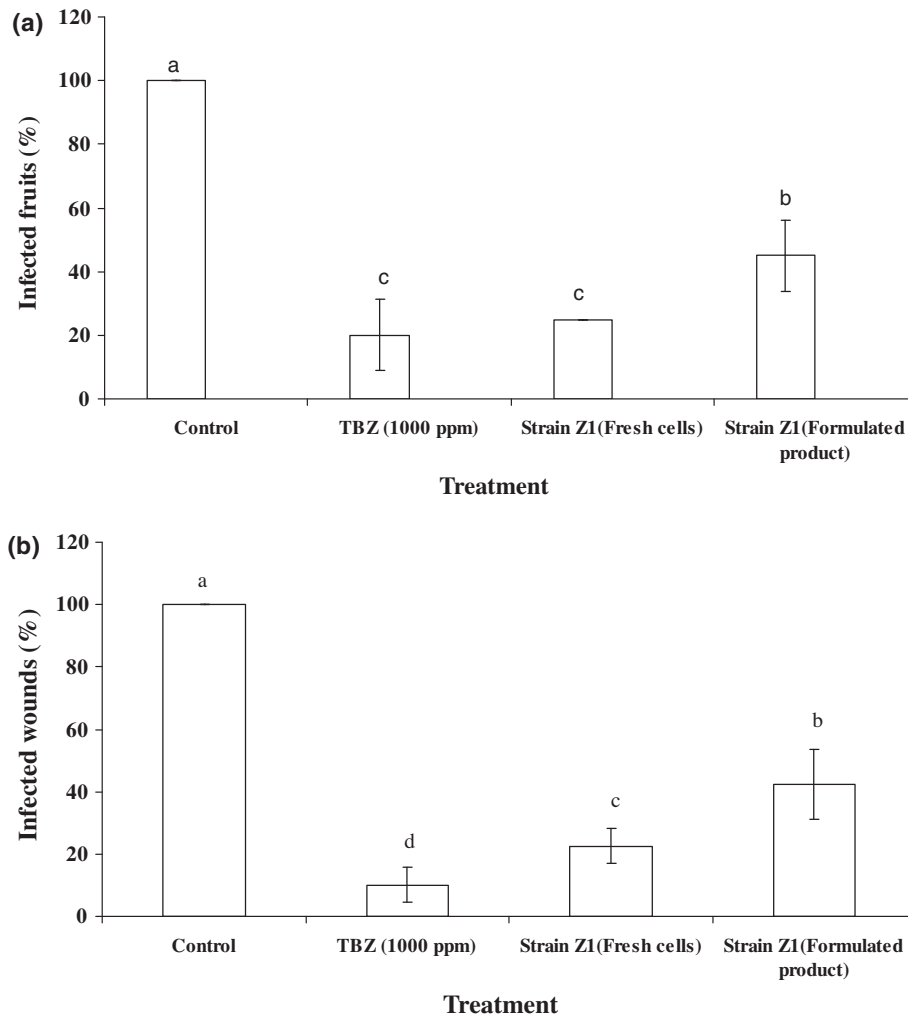 (a)
120
100
80
60
40
20
0
Infected fruits (%)
a
c
c
b
Control
TBZ (1000 ppm)
Strain Z1(Fresh cells)
Strain Z1(Formulated
product)
Treatment
(b)
120
100
80
60
40
20
0
Infected wounds (%)
a
d
c
b
Control
TBZ (1000 ppm)
Strain Z1(Fresh cells)
Strain Z1(Formulated
product)
Treatment